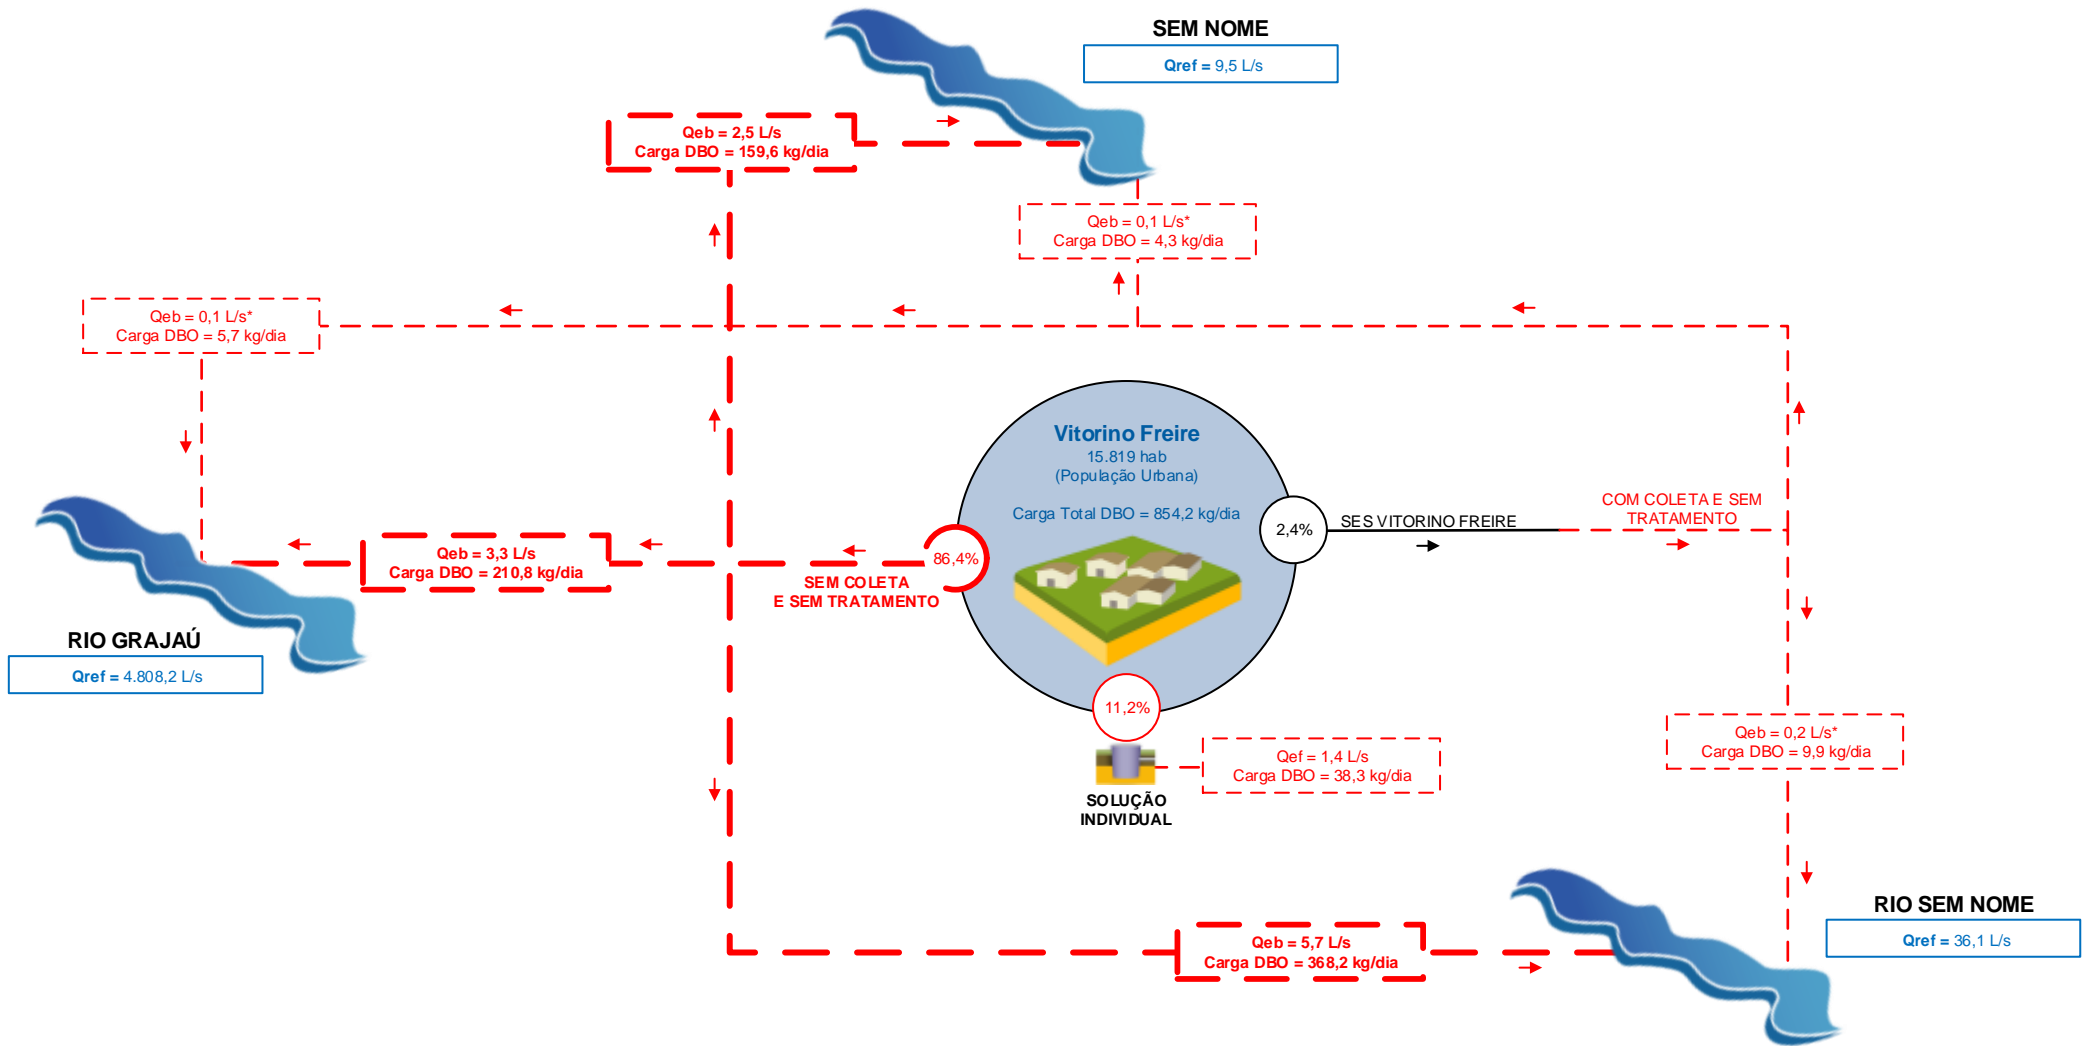 SEM NOME
Qref = 9,5 L/s
Qeb = 2,5 L/s
Carga DBO = 159,6 kg/dia
Qeb = 0,1 L/s*
Carga DBO = 4,3 kg/dia
Qeb = 0,1 L/s*
Carga DBO = 5,7 kg/dia
Vitorino Freire
15.819 hab
(População Urbana)
Carga Total DBO = 854,2 kg/dia
2,4%
SES VITORINO FREIRE
COM COLETA E SEM
TRATAMENTO
86,4%
SEM COLETA
E SEM TRATAMENTO
Qeb = 3,3 L/s
Carga DBO = 210,8 kg/dia
RIO GRAJAÚ
Qref = 4.808,2 L/s
11,2%
SOLUÇÃO
INDIVIDUAL
Qef = 1,4 L/s
Carga DBO = 38,3 kg/dia
Qeb = 0,2 L/s*
Carga DBO = 9,9 kg/dia
RIO SEM NOME
Qref = 36,1 L/s
Qeb = 5,7 L/s
Carga DBO = 368,2 kg/dia